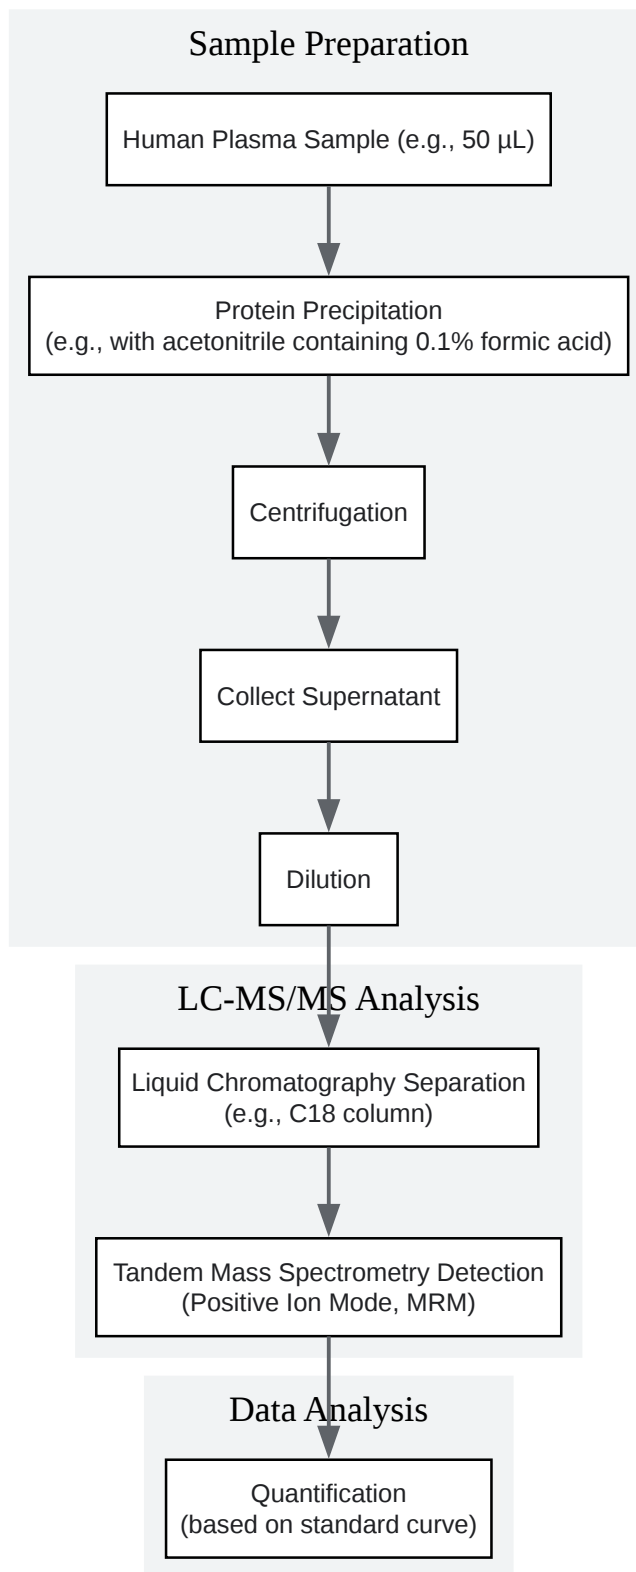 Sample Preparation
Human Plasma Sample (e.g., 50 µL)
Protein Precipitation
(e.g., with acetonitrile containing 0.1% formic acid)
Centrifugation
Collect Supernatant
Dilution
LC-MS/MS Analysis
Liquid Chromatography Separation
(e.g., C18 column)
Tandem Mass Spectrometry Detection
(Positive Ion Mode, MRM)
Data Analysis
Quantification
(based on standard curve)